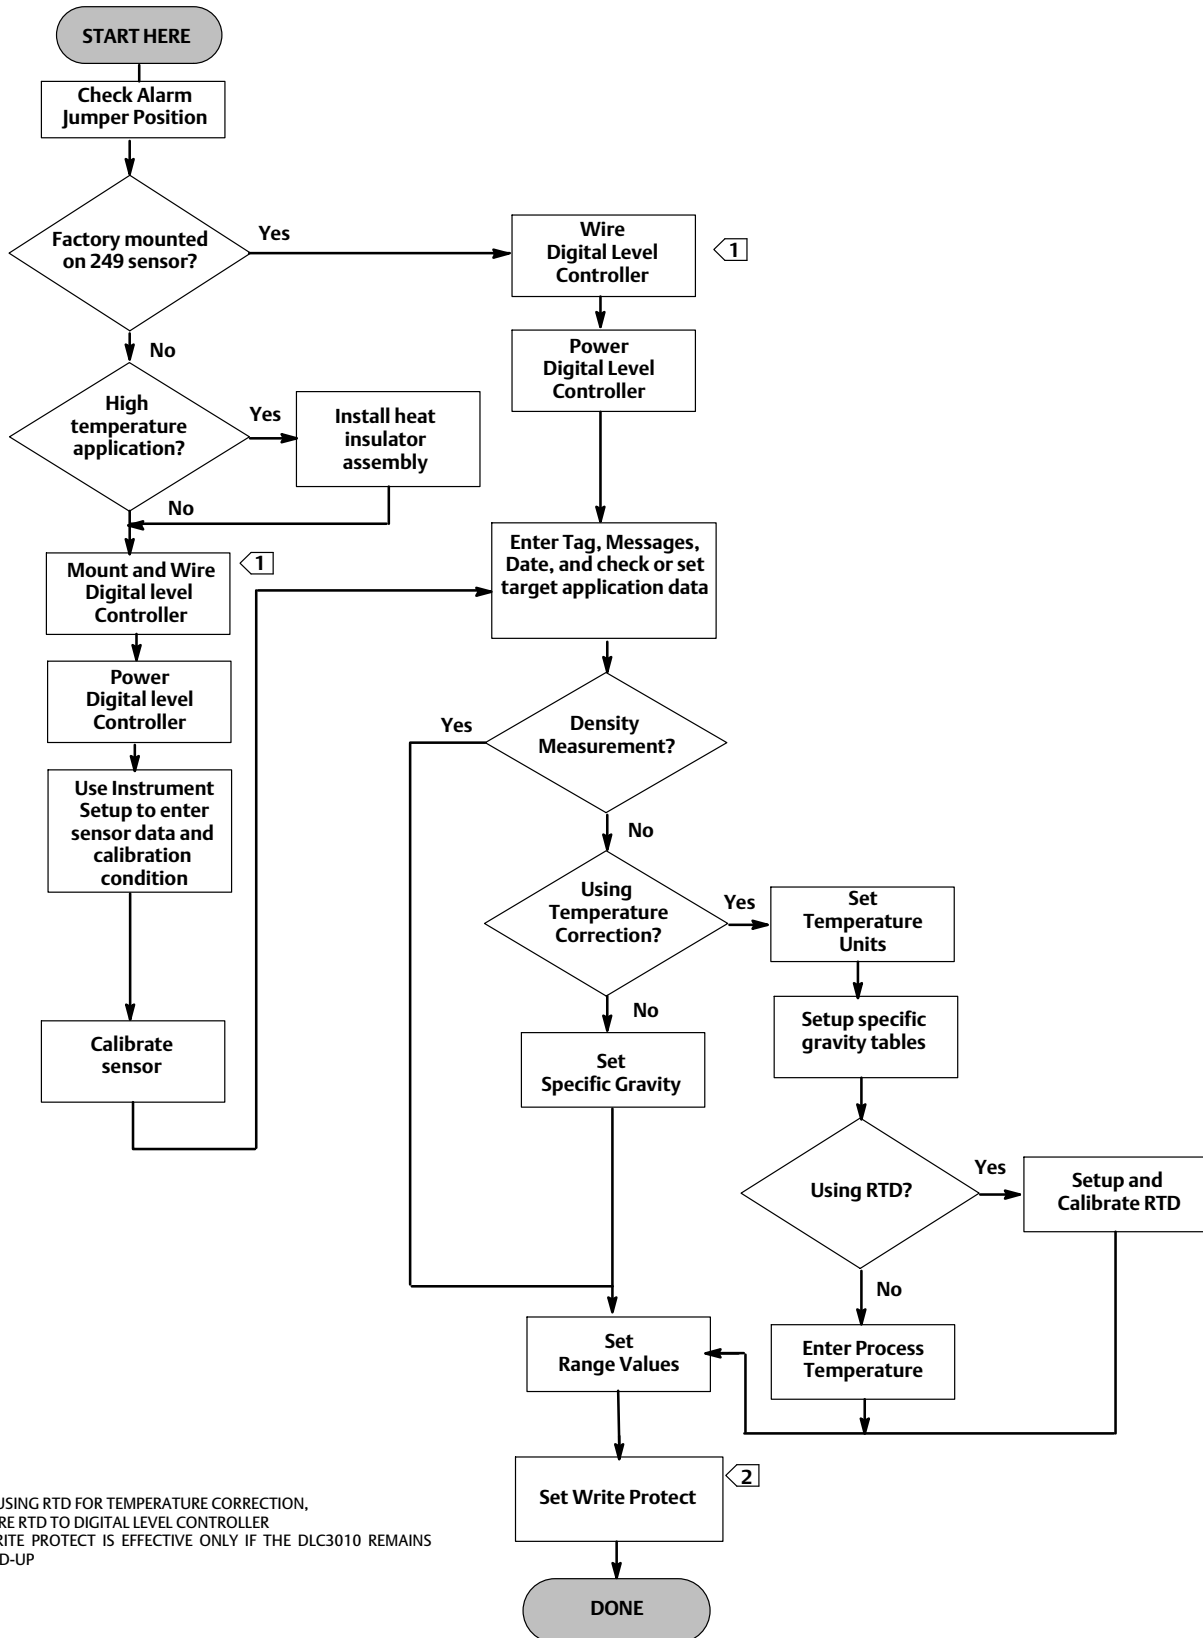 START HERE
Check Alarm
Jumper Position
Factory mounted
on 249 sensor?
Yes
Wire
Digital Level
Controller
1
No
Power
Digital Level
Controller
High
temperature
application?
Yes
Install heat
insulator
assembly
No
Enter Tag, Messages,
Date, and check or set
target application data
Mount and Wire
Digital level
Controller
1
Power
Digital level
Controller
Use Instrument
Setup to enter
sensor data and
calibration
condition
Calibrate
sensor
Density
Measurement?
Yes
No
Using
Temperature
Correction?
Yes
Set
Temperature
Units
No
Set
Specific Gravity
Setup specific
gravity tables
Using RTD?
Yes
Setup and
Calibrate RTD
No
Enter Process
Temperature
Set
Range Values
Set Write Protect
2
DONE
USING RTD FOR TEMPERATURE CORRECTION,
RE RTD TO DIGITAL LEVEL CONTROLLER
RITE PROTECT IS EFFECTIVE ONLY IF THE DLC3010 REMAINS
D-UP